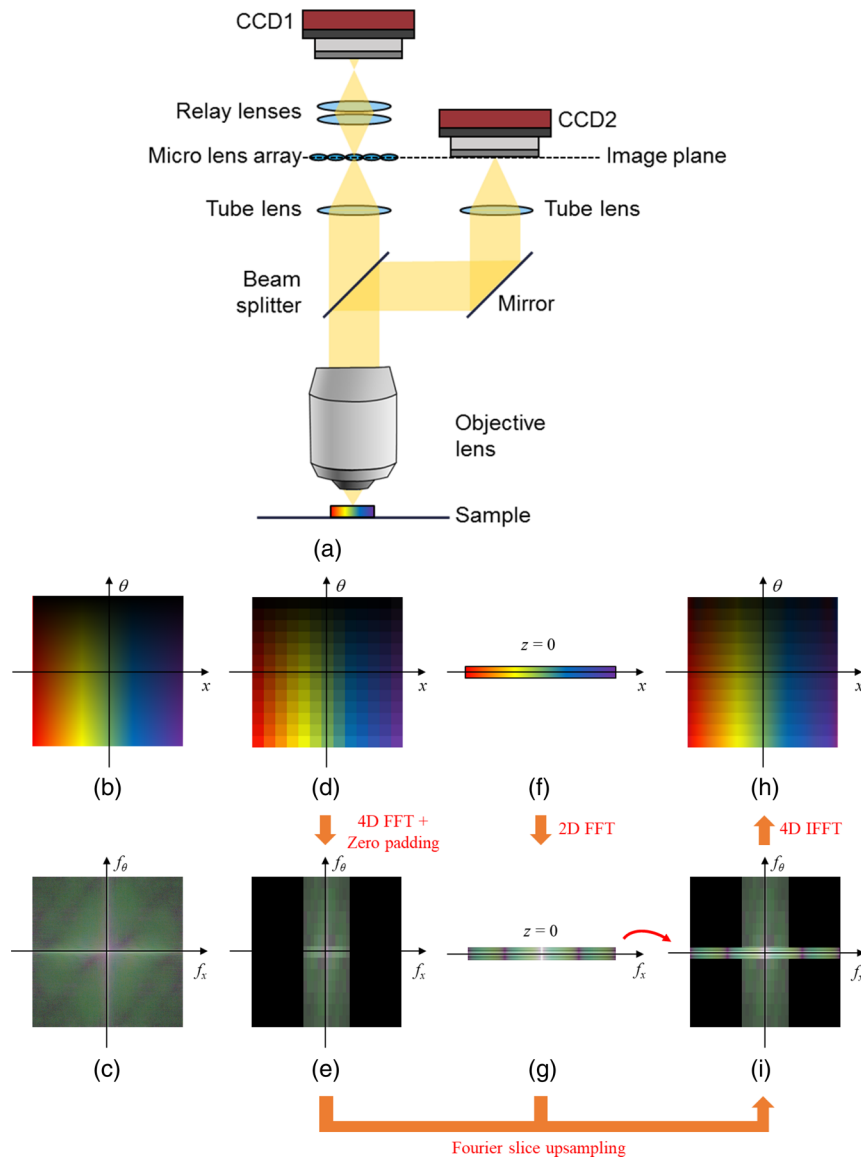 CCD1
Relay lenses
CCD2
Micro lens array
Image plane
Tube lens
Tube lens
Beam
splitter
Mirror
Objective
lens
Sample
(a)
θ
θ
z = 0
θ
x
x
x
x
(b)
(d)
(f)
(h)
4D FFT +
Zero padding
2D FFT
4D IFFT
fθ
fθ
z = 0
fθ
fx
fx
fx
fx
(c)
(e)
(g)
(i)
Fourier slice upsampling